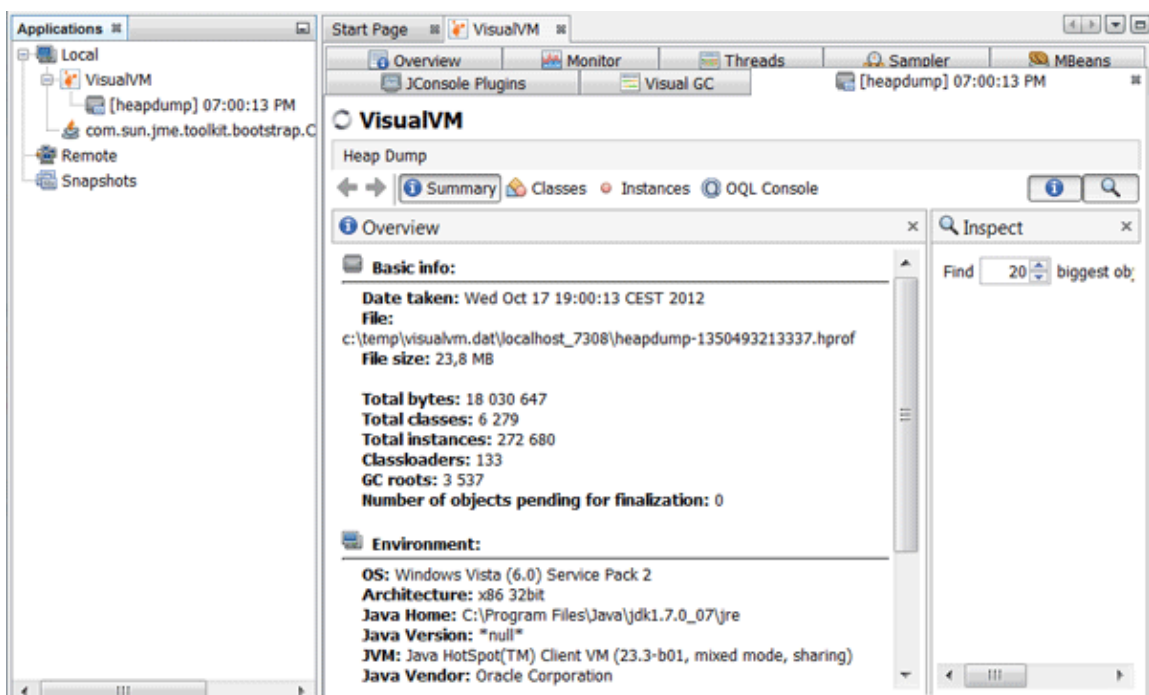 Applications
Local
VisualVM
[heapdump] 07:00:13 PM
com.sun.jme.toolkit.bootstrap.C
Remote
Snapshots
Start Page VisualVM
Overview Monitor Threads Sampler MBeans
JConsole Plugins Visual GC [heapdump] 07:00:13 PM
VisualVM
Heap Dump
Summary Classes Instances OQL Console
Overview
Basic info:
Date taken: Wed Oct 17 19:00:13 CEST 2012
File:
c:\temp\visualvm.dat\localhost_7308\heapdump-1350493213337.hprof
File size: 23,8 MB
Total bytes: 18 030 647
Total classes: 6 279
Total instances: 272 680
Classloaders: 133
GC roots: 3 537
Number of objects pending for finalization: 0
Environment:
OS: Windows Vista (6.0) Service Pack 2
Architecture: x86 32bit
Java Home: C:\Program Files\Java\jdk1.7.0_07\jre
Java Version: *null*
JVM: Java HotSpot(TM) Client VM (23.3-b01, mixed mode, sharing)
Java Vendor: Oracle Corporation
Inspect
Find 20 biggest obj